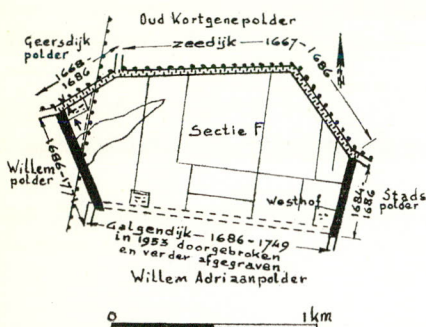 Oud Kortgenepolder
Geersdijk
polder
zeedijk
1667-1686
1668
1686
A
Sectie F
Willem
polder
1686-17
Westhof
1684-
1686
Stads
polder
Galgendijk-1686-1749
in 1953 doorgebroken
en verder afgegraven
Willem Adriaanpolder
0 1km